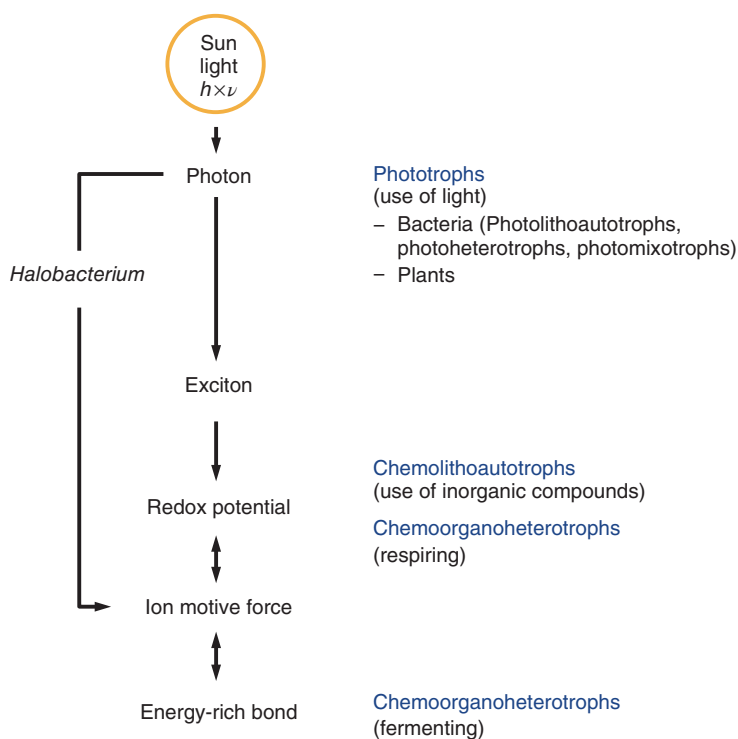 Sun
light
h×ν
Photon
Phototrophs
(use of light)
– Bacteria (Photolithoautotrophs,
photoheterotrophs, photomixotrophs)
– Plants
Halobacterium
Exciton
Chemolithoautotrophs
(use of inorganic compounds)
Redox potential
Chemoorganoheterotrophs
(respiring)
Ion motive force
Energy-rich bond
Chemoorganoheterotrophs
(fermenting)